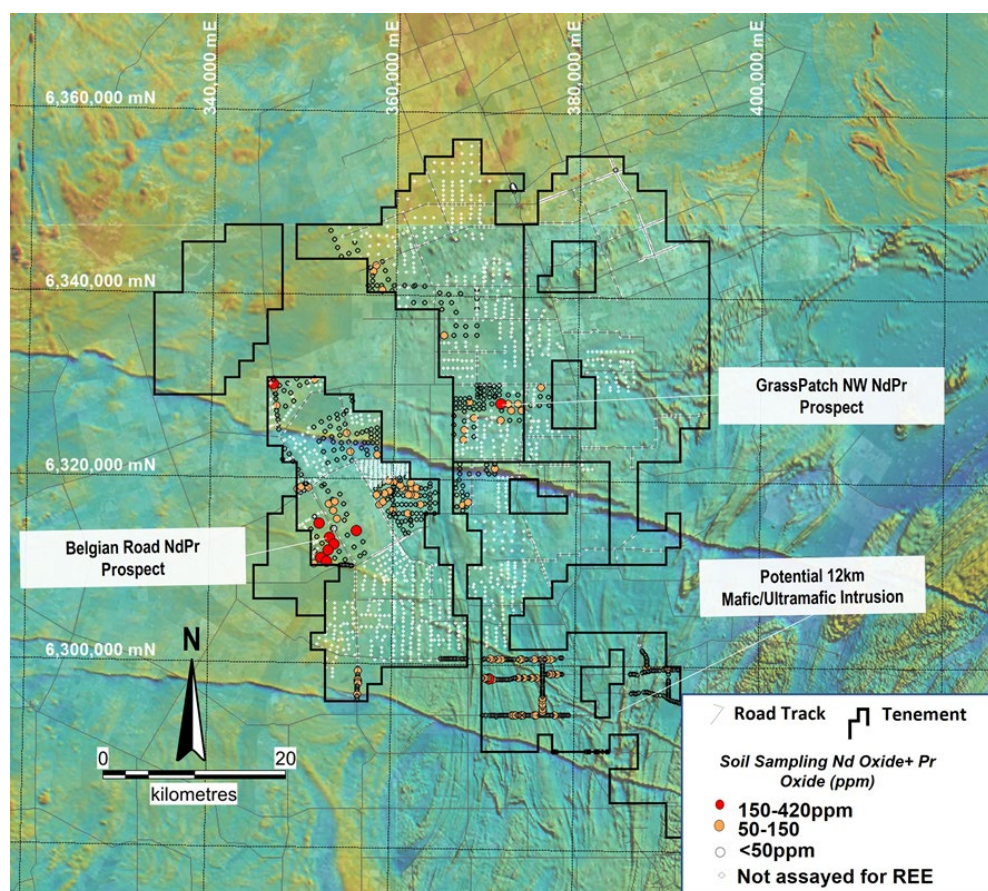 340,000 mE
360,000 mE
380,000 mE
400,000 mE
6,360,000 mN
6,340,000 mN
GrassPatch NW NdPr
Prospect
6,320,000 mN
Belgian Road NdPr
Prospect
Potential 12km
Mafic/Ultramafic Intrusion
6,300,000 mN
N
0
20
kilometres
Road Track
Tenement
Soil Sampling Nd Oxide+ Pr
Oxide (ppm)
150-420ppm
50-150
<50ppm
Not assayed for REE